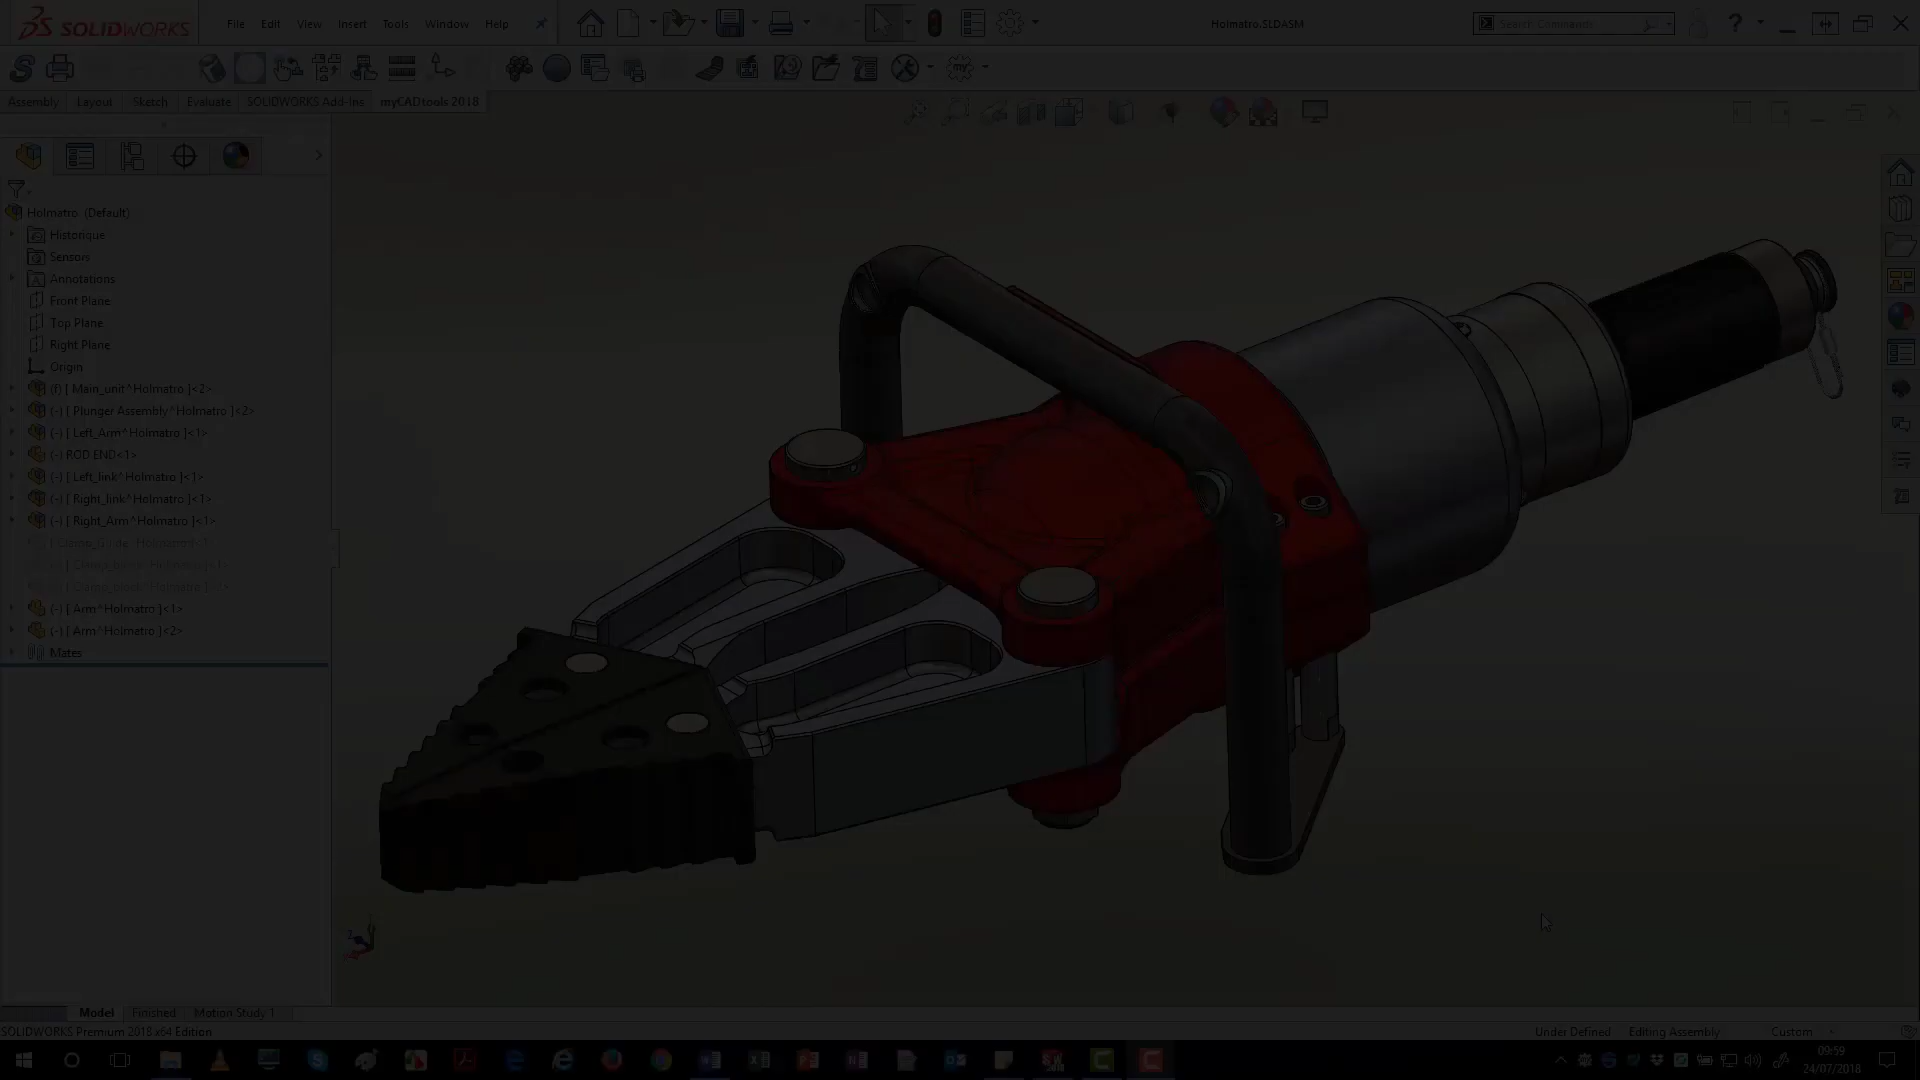 SOLIDWORKS
File Edit View Insert Tools Window Help
Holmatro.SLDASM
Search Commands
Assembly Layout Sketch Evaluate SOLIDWORKS Add-Ins myCADtools 2018
Holmatro (Default)
Historique
Sensors
Annotations
Front Plane
Top Plane
Right Plane
Origin
(f) [ Main_unit^Holmatro ]<2>
(-) [ Plunger Assembly^Holmatro ]<2>
(-) [ Left_Arm^Holmatro ]<1>
(-) ROD END<1>
(-) [ Left_link^Holmatro ]<1>
(-) [ Right_link^Holmatro ]<1>
(-) [ Right_Arm^Holmatro ]<1>
(-) [ Arm^Holmatro ]<1>
(-) [ Arm^Holmatro ]<2>
Mates
Model Finished Motion Study 1
SOLIDWORKS Premium 2018 x64 Edition
Under Defined Editing Assembly Custom
09:59
24/07/2018